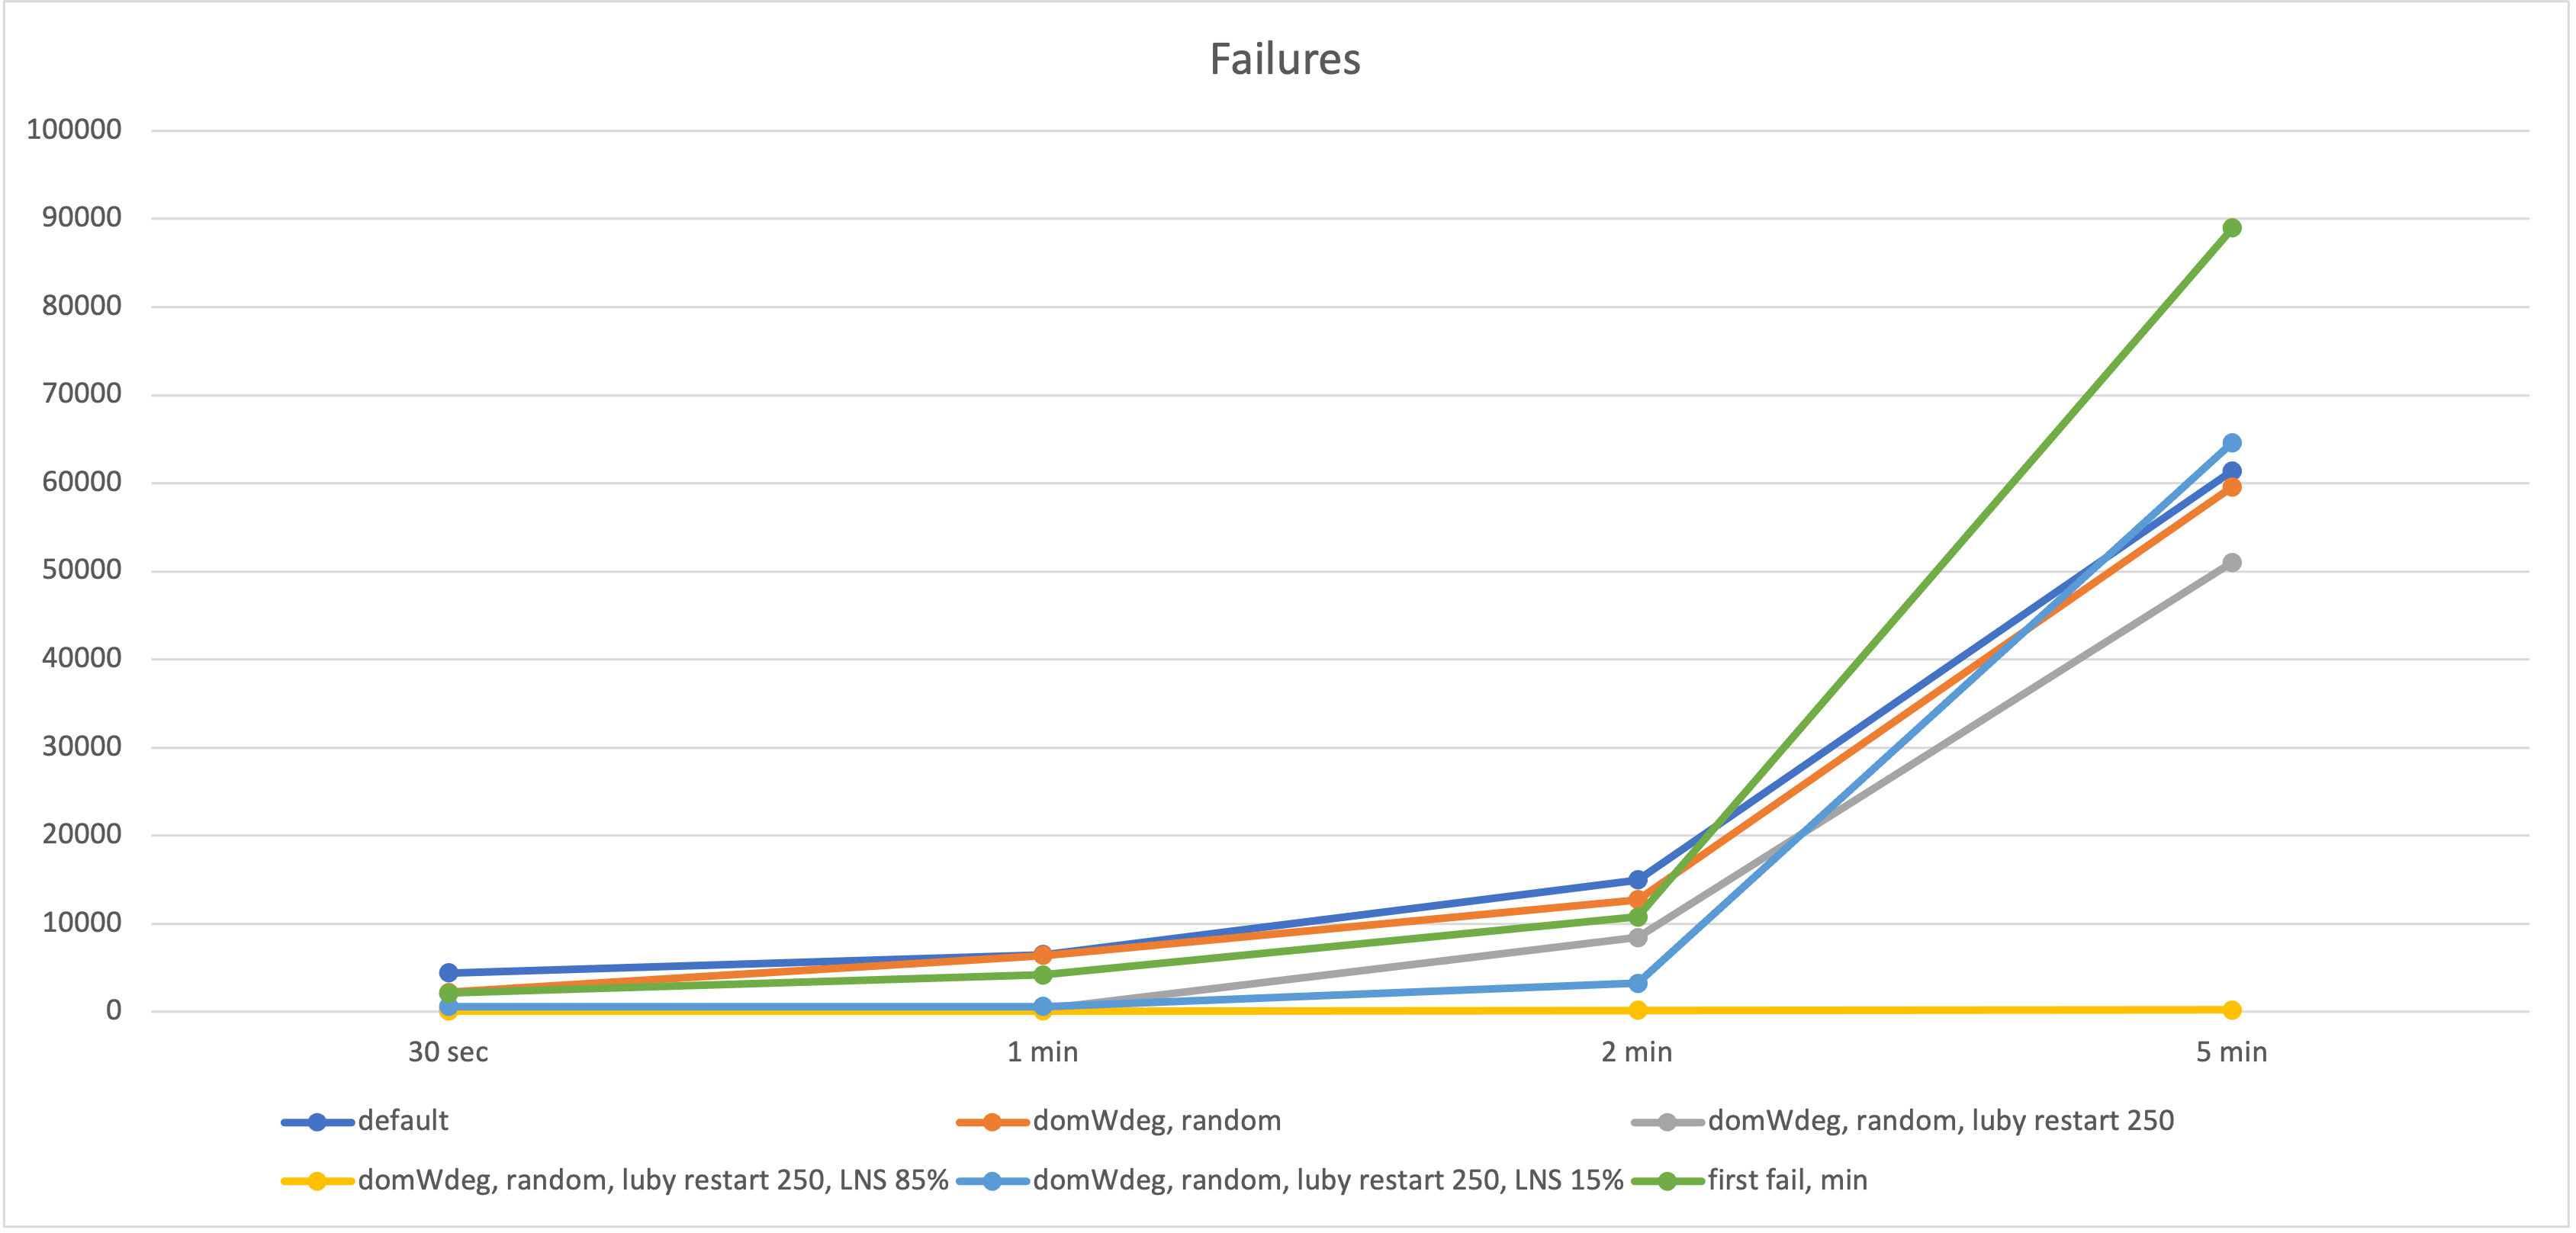 Failures
100000
90000
80000
70000
60000
50000
40000
30000
20000
10000
0
30 sec 1 min 2 min 5 min
default domWdeg, random domWdeg, random, luby restart 250
domWdeg, random, luby restart 250, LNS 85% domWdeg, random, luby restart 250, LNS 15% first fail, min